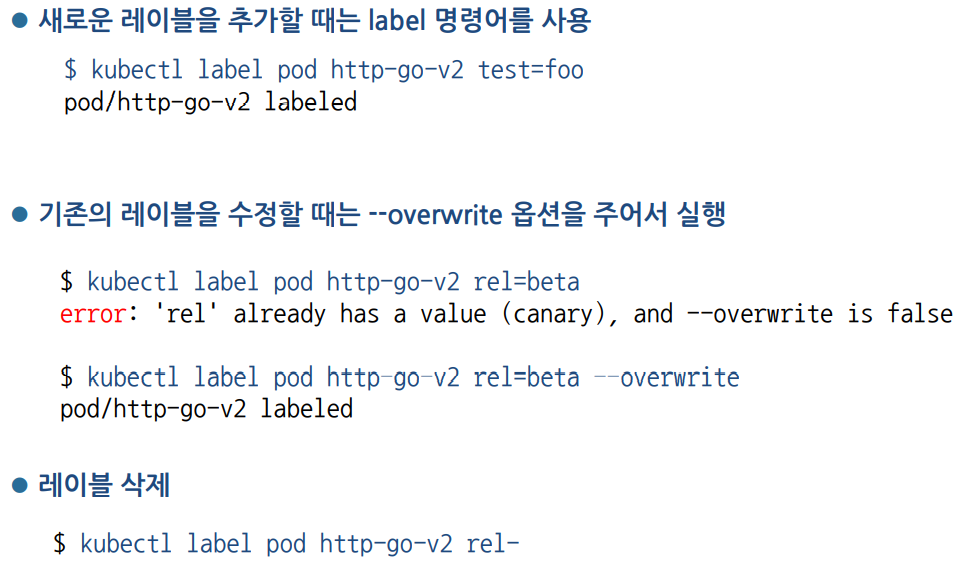 ● 새로운 레이블을 추가할 때는 label 명령어를 사용
$ kubectl label pod http-go-v2 test=foo
pod/http-go-v2 labeled
● 기존의 레이블을 수정할 때는 --overwrite 옵션을 주어서 실행
$ kubectl label pod http-go-v2 rel=beta
error: 'rel' already has a value (canary), and --overwrite is false
$ kubectl label pod http-go-v2 rel=beta --overwrite
pod/http-go-v2 labeled
● 레이블 삭제
$ kubectl label pod http-go-v2 rel-